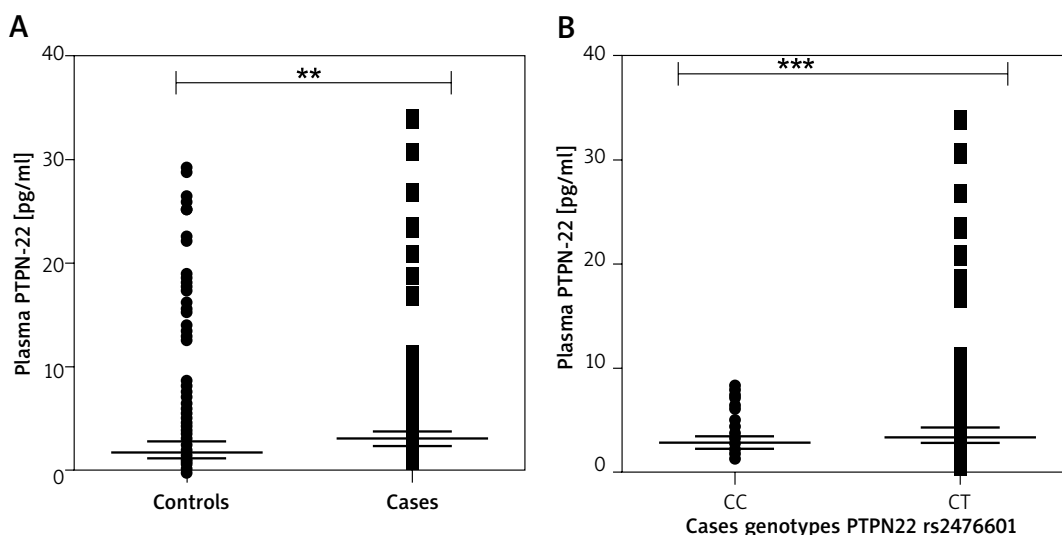 A
40
30
20
10
0
Plasma PTPN-22 [pg/ml]
**
Controls Cases
B
40
30
20
10
0
Plasma PTPN-22 [pg/ml]
***
CC CT
Cases genotypes PTPN22 rs2476601